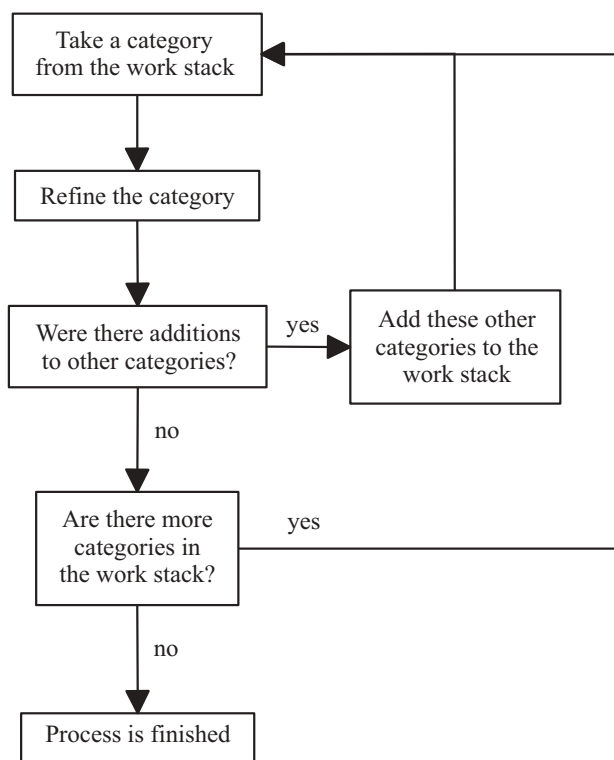 Take a category
from the work stack
Refine the category
Were there additions
to other categories?
yes
Add these other
categories to the
work stack
no
Are there more
categories in
the work stack?
yes
no
Process is finished